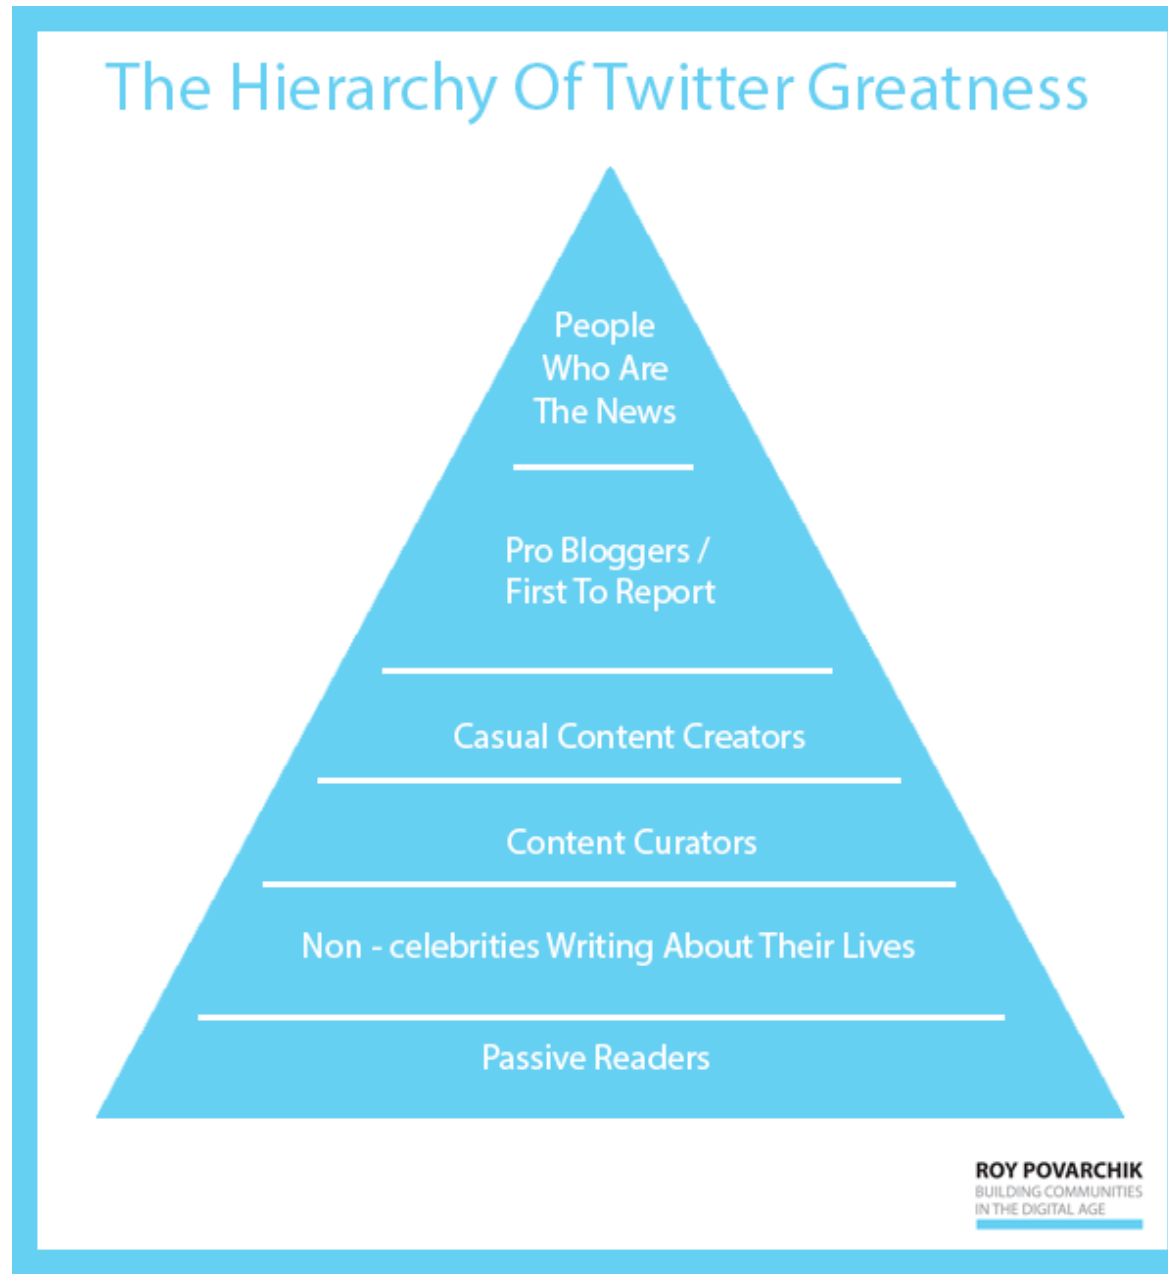 The Hierarchy Of Twitter Greatness
People
Who Are
The News
Pro Bloggers /
First To Report
Casual Content Creators
Content Curators
Non - celebrities Writing About Their Lives
Passive Readers
ROY POVARCHIK
BUILDING COMMUNITIES
IN THE DIGITAL AGE